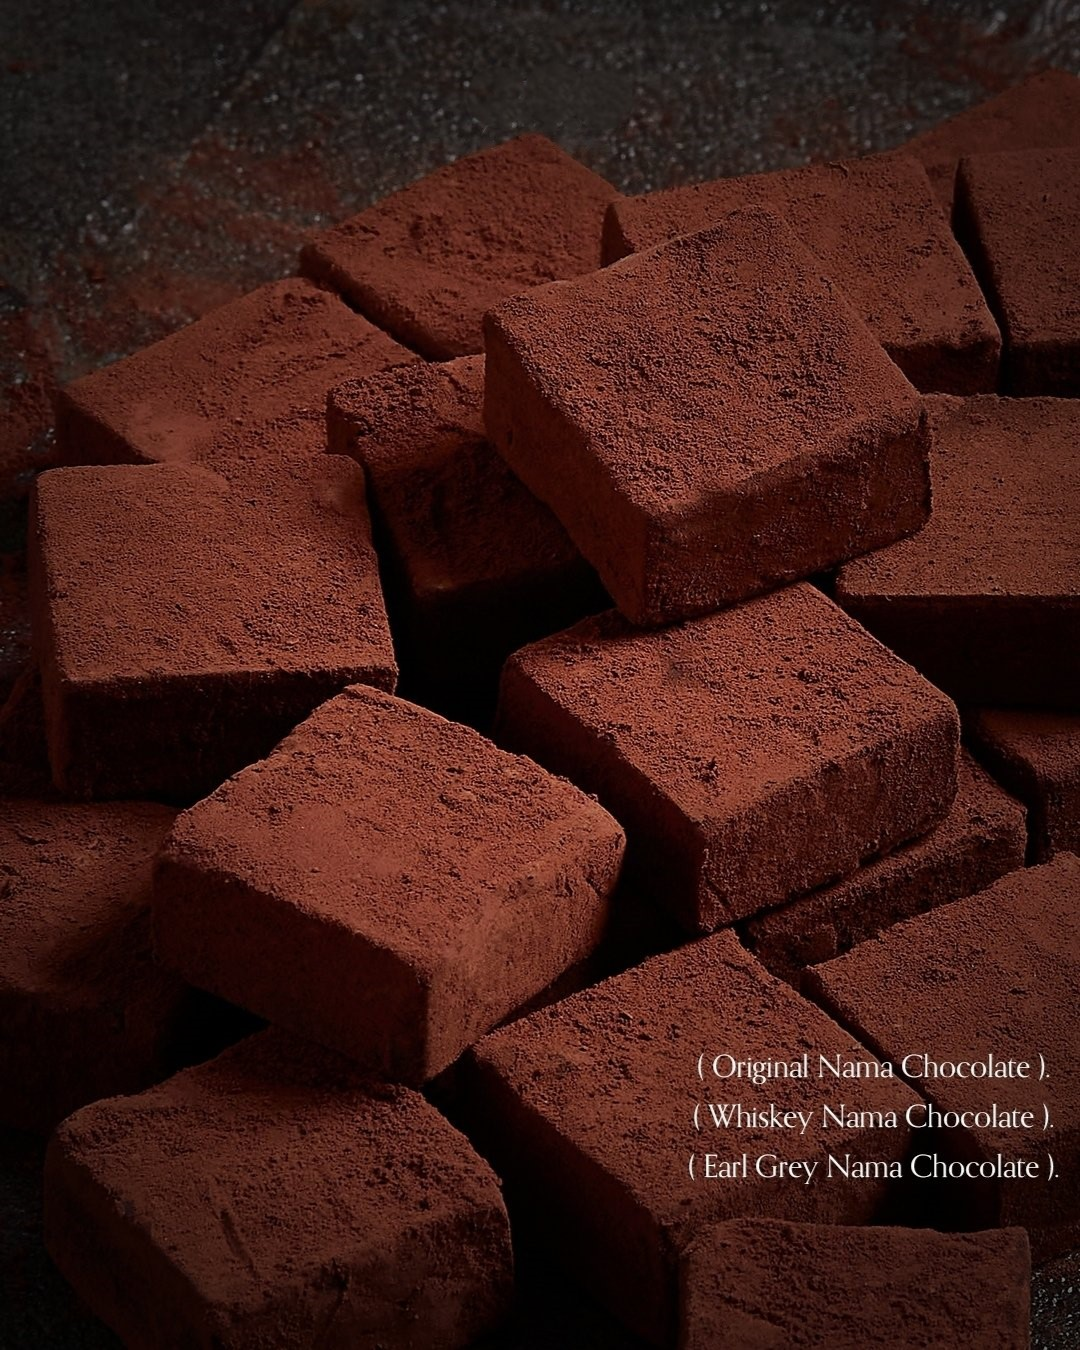 ( Original Nama Chocolate ).
( Whiskey Nama Chocolate ).
( Earl Grey Nama Chocolate ).